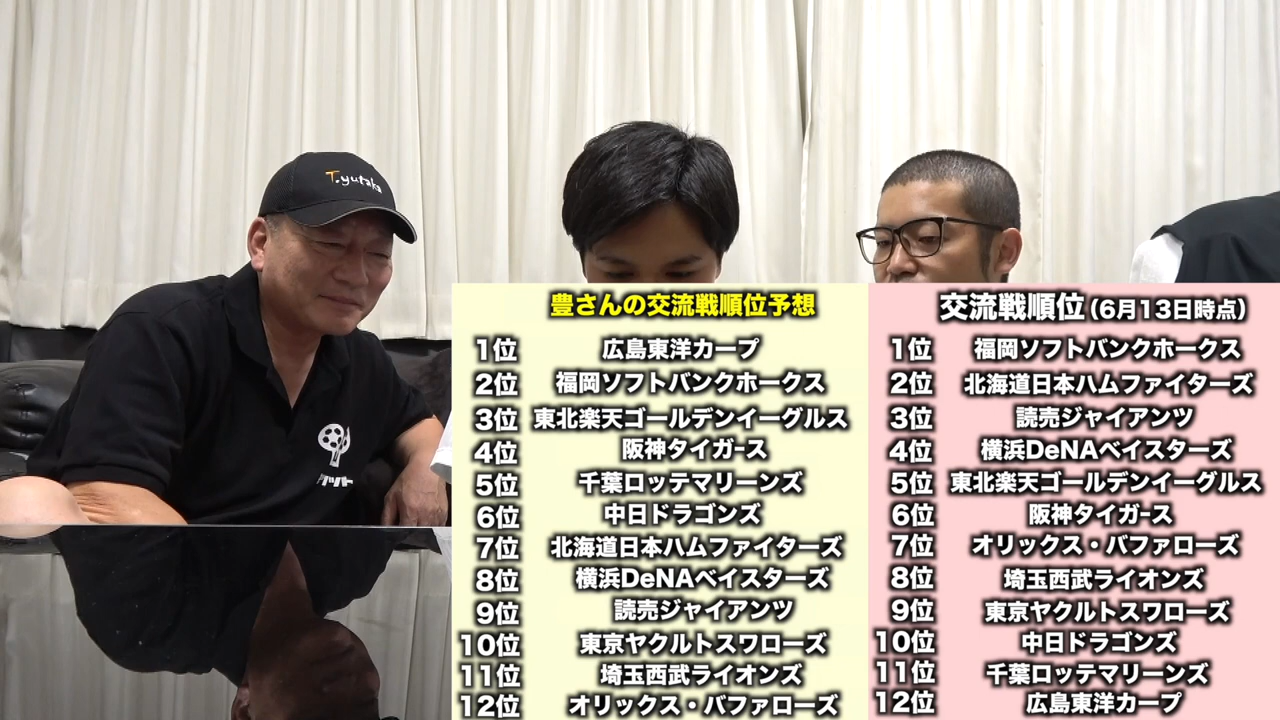 T.yutaka
豊さんの交流戦順位予想
1位 広島東洋カープ
2位 福岡ソフトバンクホークス
3位 東北楽天ゴールデンイーグルス
4位 阪神タイガース
5位 千葉ロッテマリーンズ
6位 中日ドラゴンズ
7位 北海道日本ハムファイターズ
8位 横浜DeNAベイスターズ
9位 読売ジャイアンツ
10位 東京ヤクルトスワローズ
11位 埼玉西武ライオンズ
12位 オリックス・バファローズ
交流戦順位(6月13日時点)
1位 福岡ソフトバンクホークス
2位 北海道日本ハムファイターズ
3位 読売ジャイアンツ
4位 横浜DeNAベイスターズ
5位 東北楽天ゴールデンイーグルス
6位 阪神タイガース
7位 オリックス・バファローズ
8位 埼玉西武ライオンズ
9位 東京ヤクルトスワローズ
10位 中日ドラゴンズ
11位 千葉ロッテマリーンズ
12位 広島東洋カープ